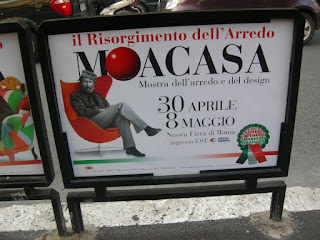 il Risorgimento dell'Arredo
MOACASA
Mostra dell'arredo e del design
30 APRILE
8 MAGGIO
Nuova Fiera di Roma
ingresso EST